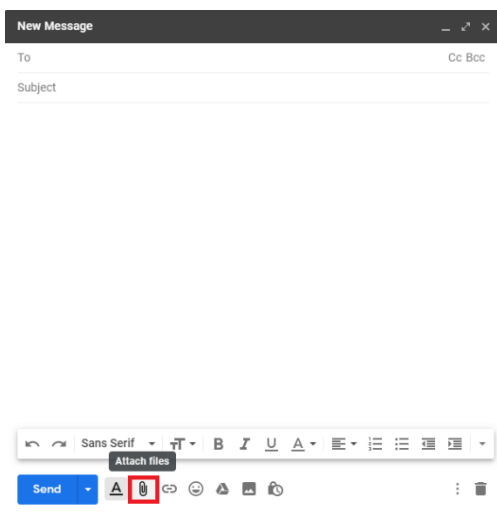 New Message
To Cc Bcc
Subject
Sans Serif
Attach files
Send